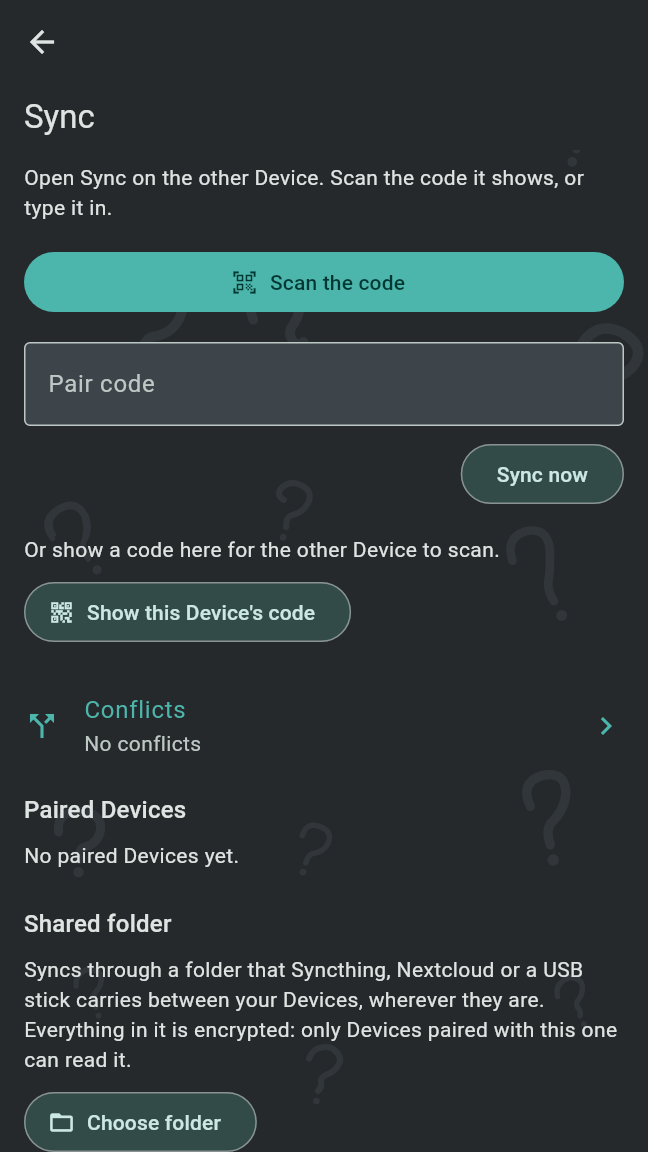 Sync
Open Sync on the other Device. Scan the code it shows, or
type it in.
Scan the code
Pair code
Sync now
Or show a code here for the other Device to scan.
Show this Device's code
Conflicts
No conflicts
Paired Devices
No paired Devices yet.
Shared folder
Syncs through a folder that Syncthing, Nextcloud or a USB
stick carries between your Devices, wherever they are.
Everything in it is encrypted: only Devices paired with this one
can read it.
Choose folder